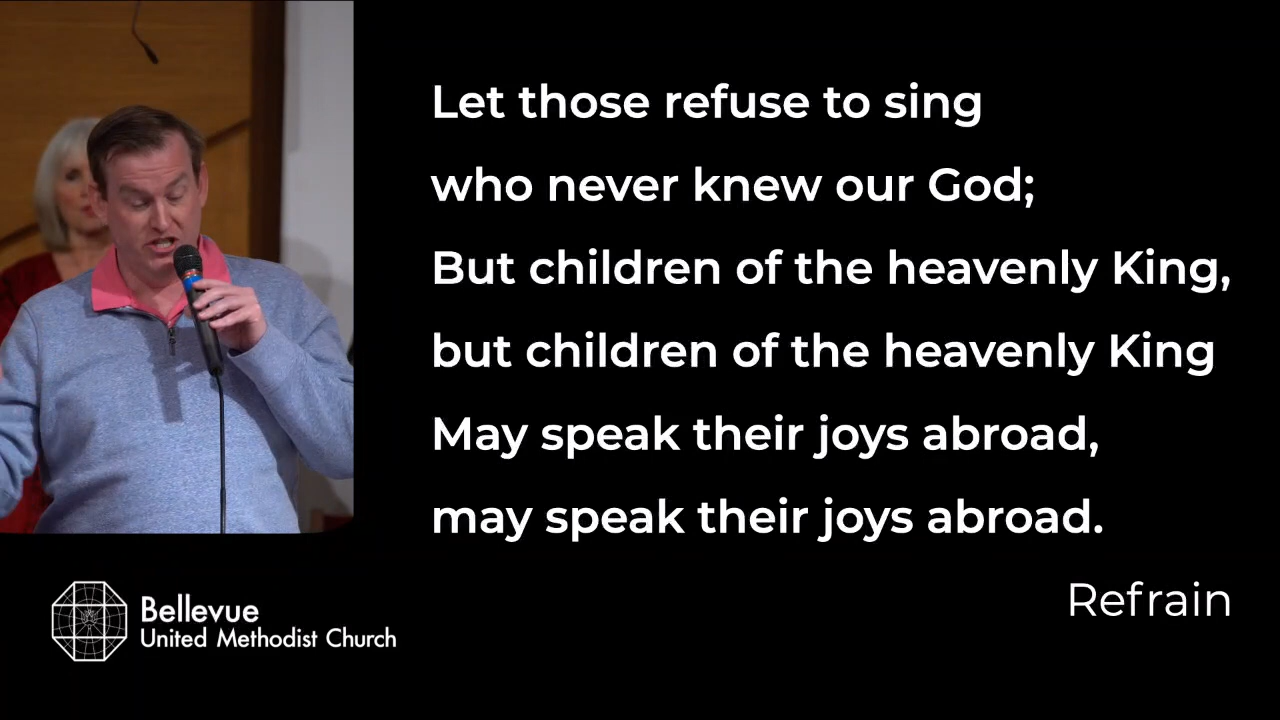 Let those refuse to sing
who never knew our God;
But children of the heavenly King,
but children of the heavenly King
May speak their joys abroad,
may speak their joys abroad.
Refrain
Bellevue
United Methodist Church